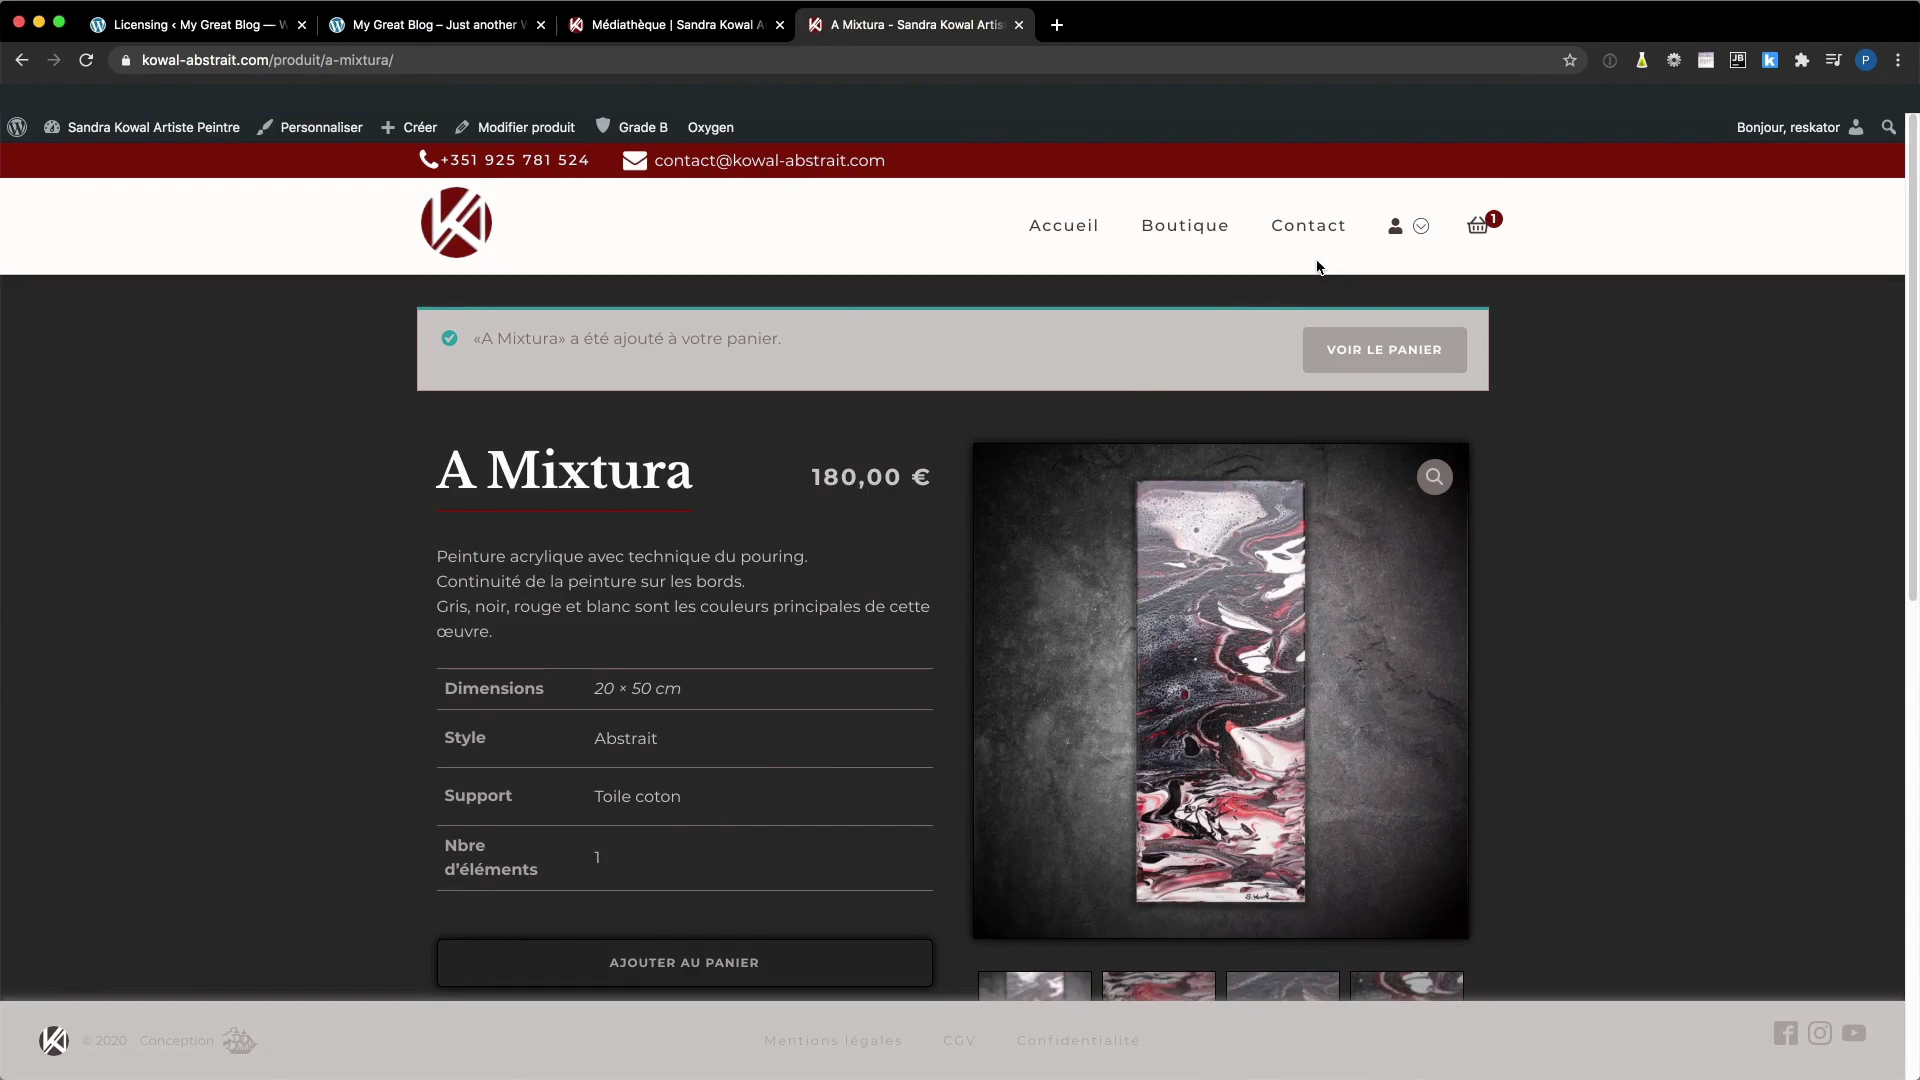 Licensing ‹ My Great Blog —
My Great Blog – Just another
Médiathèque | Sandra Kowal A
A Mixtura - Sandra Kowal Artis
kowal-abstrait.com/produit/a-mixtura/
JB
k
P
Sandra Kowal Artiste Peintre
Personnaliser
Créer
Modifier produit
Grade B
Oxygen
Bonjour, reskator
+351 925 781 524
contact@kowal-abstrait.com
Accueil
Boutique
Contact
1
«A Mixtura» a été ajouté à votre panier.
VOIR LE PANIER
A Mixtura
180,00 €
Peinture acrylique avec technique du pouring.
Continuité de la peinture sur les bords.
Gris, noir, rouge et blanc sont les couleurs principales de cette
œuvre.
Dimensions 20 × 50 cm
Style Abstrait
Support Toile coton
Nbre
d'éléments 1
AJOUTER AU PANIER
© 2020 Conception
Mentions légales
CGV
Confidentialité